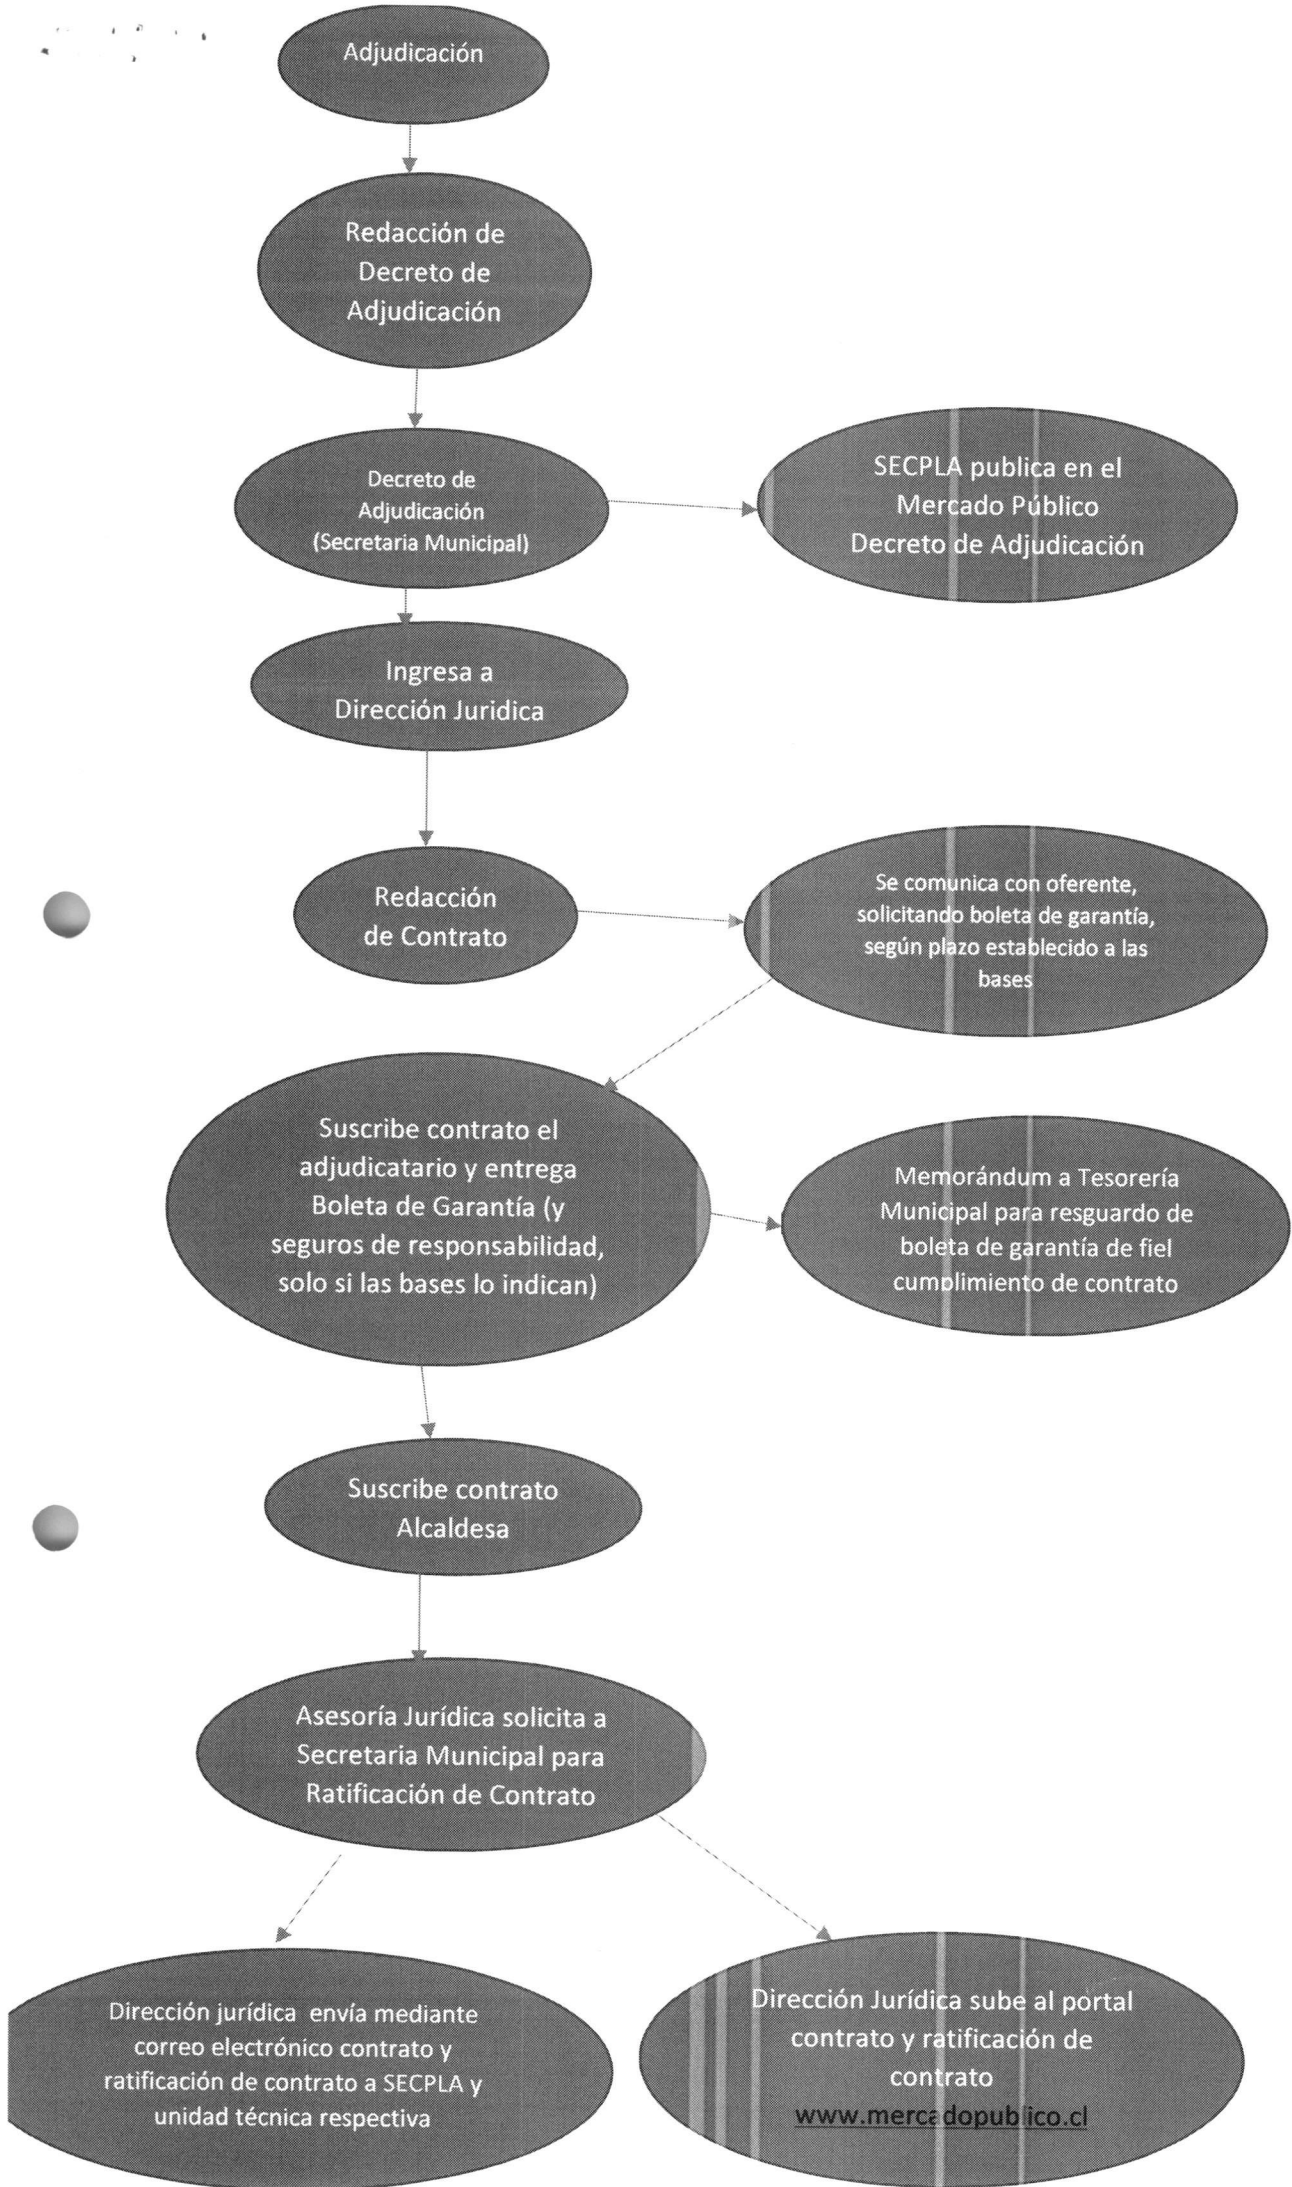 Adjudicación
Redacción de
Decreto de
Adjudicación
Decreto de
Adjudicación
(Secretaria Municipal)
SECPLA publica en el
Mercado Público
Decreto de Adjudicación
Ingresa a
Dirección Juridica
Redacción
de Contrato
Se comunica con oferente,
solicitando boleta de garantía,
según plazo establecido a las
bases
Suscribe contrato el
adjudicatario y entrega
Boleta de Garantía (y
seguros de responsabilidad,
solo si las bases lo indican)
Memorándum a Tesorería
Municipal para resguardo de
boleta de garantía de fiel
cumplimiento de contrato
Suscribe contrato
Alcaldesa
Asesoría Jurídica solicita a
Secretaria Municipal para
Ratificación de Contrato
Dirección jurídica envía mediante
correo electrónico contrato y
ratificación de contrato a SECPLA y
unidad técnica respectiva
Dirección Jurídica sube al portal
contrato y ratificación de
contrato
www.mercadopublico.cl